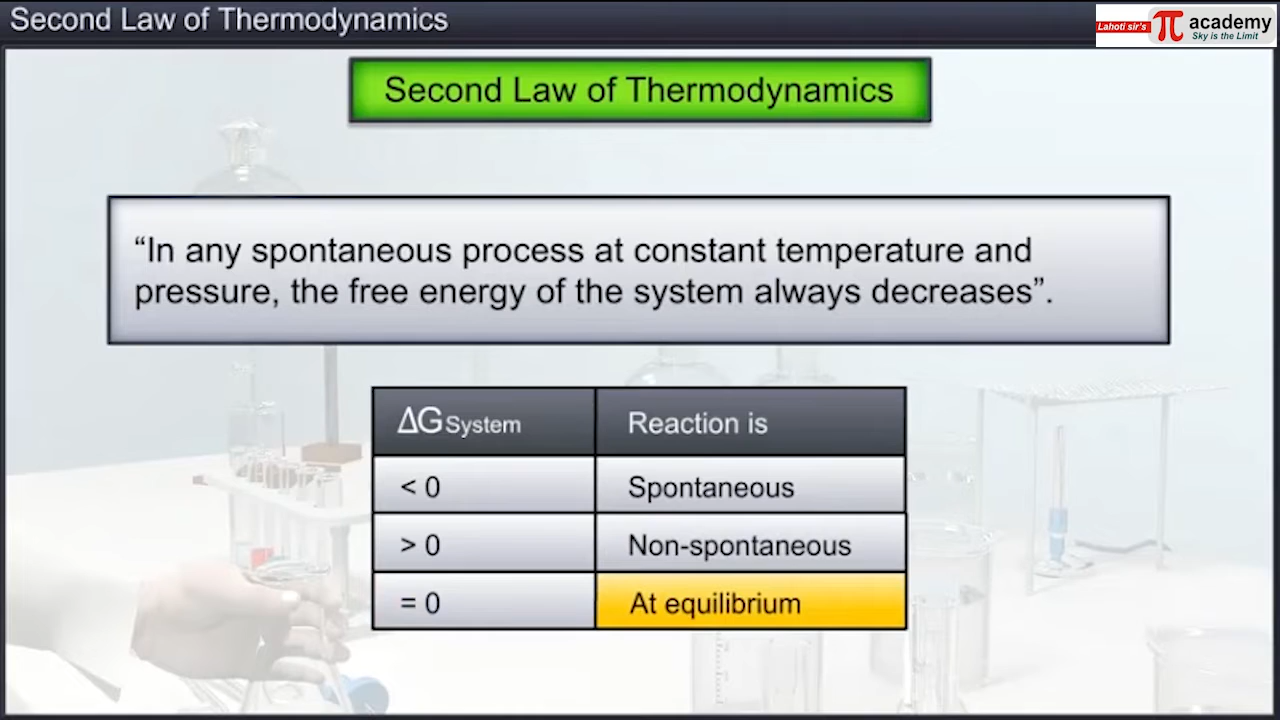 Second Law of Thermodynamics
Lahoti sir's
π academy
Sky is the Limit
Second Law of Thermodynamics
“In any spontaneous process at constant temperature and
pressure, the free energy of the system always decreases”.
ΔG System Reaction is
< 0 Spontaneous
> 0 Non-spontaneous
= 0 At equilibrium